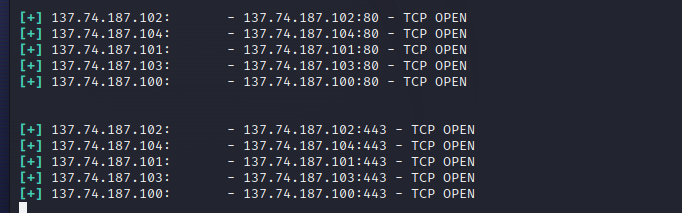 [+] 137.74.187.102:       - 137.74.187.102:80 - TCP OPEN
[+] 137.74.187.104:       - 137.74.187.104:80 - TCP OPEN
[+] 137.74.187.101:       - 137.74.187.101:80 - TCP OPEN
[+] 137.74.187.103:       - 137.74.187.103:80 - TCP OPEN
[+] 137.74.187.100:       - 137.74.187.100:80 - TCP OPEN
[+] 137.74.187.102:       - 137.74.187.102:443 - TCP OPEN
[+] 137.74.187.104:       - 137.74.187.104:443 - TCP OPEN
[+] 137.74.187.101:       - 137.74.187.101:443 - TCP OPEN
[+] 137.74.187.103:       - 137.74.187.103:443 - TCP OPEN
[+] 137.74.187.100:       - 137.74.187.100:443 - TCP OPEN